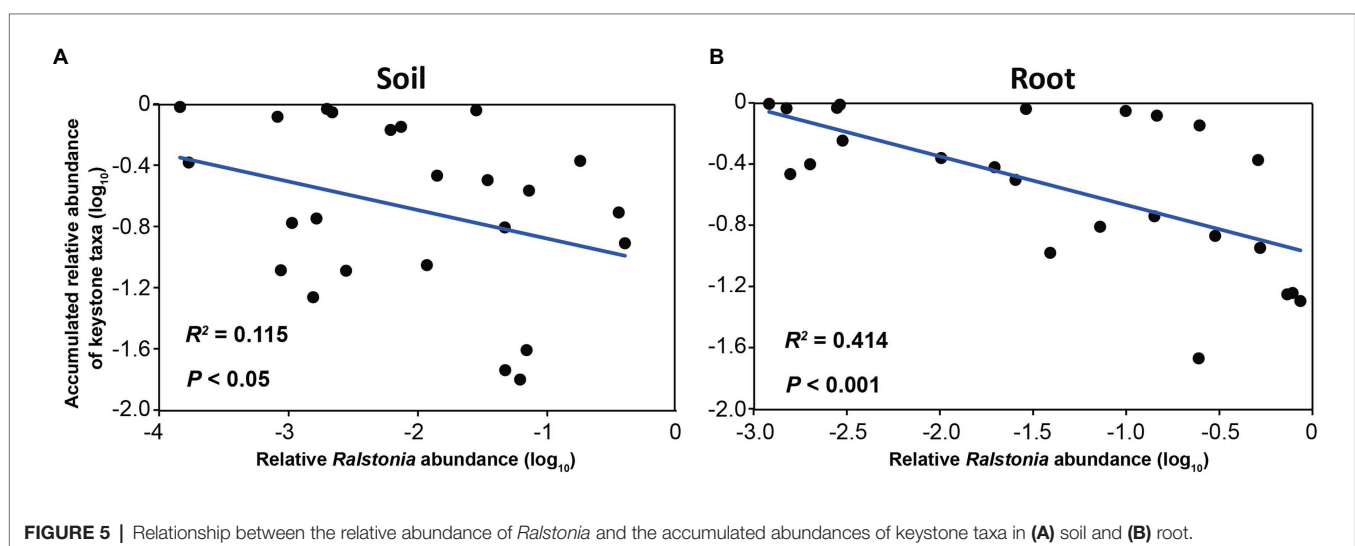 A
Soil
Accumulated relative abundance
of keystone taxa (log₁₀)
0
-0.4
-0.8
-1.2
-1.6
-2.0
R² = 0.115
P < 0.05
-4
-3
-2
-1
0
Relative Ralstonia abundance (log₁₀)
B
Root
0
-0.4
-0.8
-1.2
-1.6
-2.0
R² = 0.414
P < 0.001
-3.0
-2.5
-2.0
-1.5
-1.0
-0.5
0
Relative Ralstonia abundance (log₁₀)
FIGURE 5 | Relationship between the relative abundance of Ralstonia and the accumulated abundances of keystone taxa in (A) soil and (B) root.